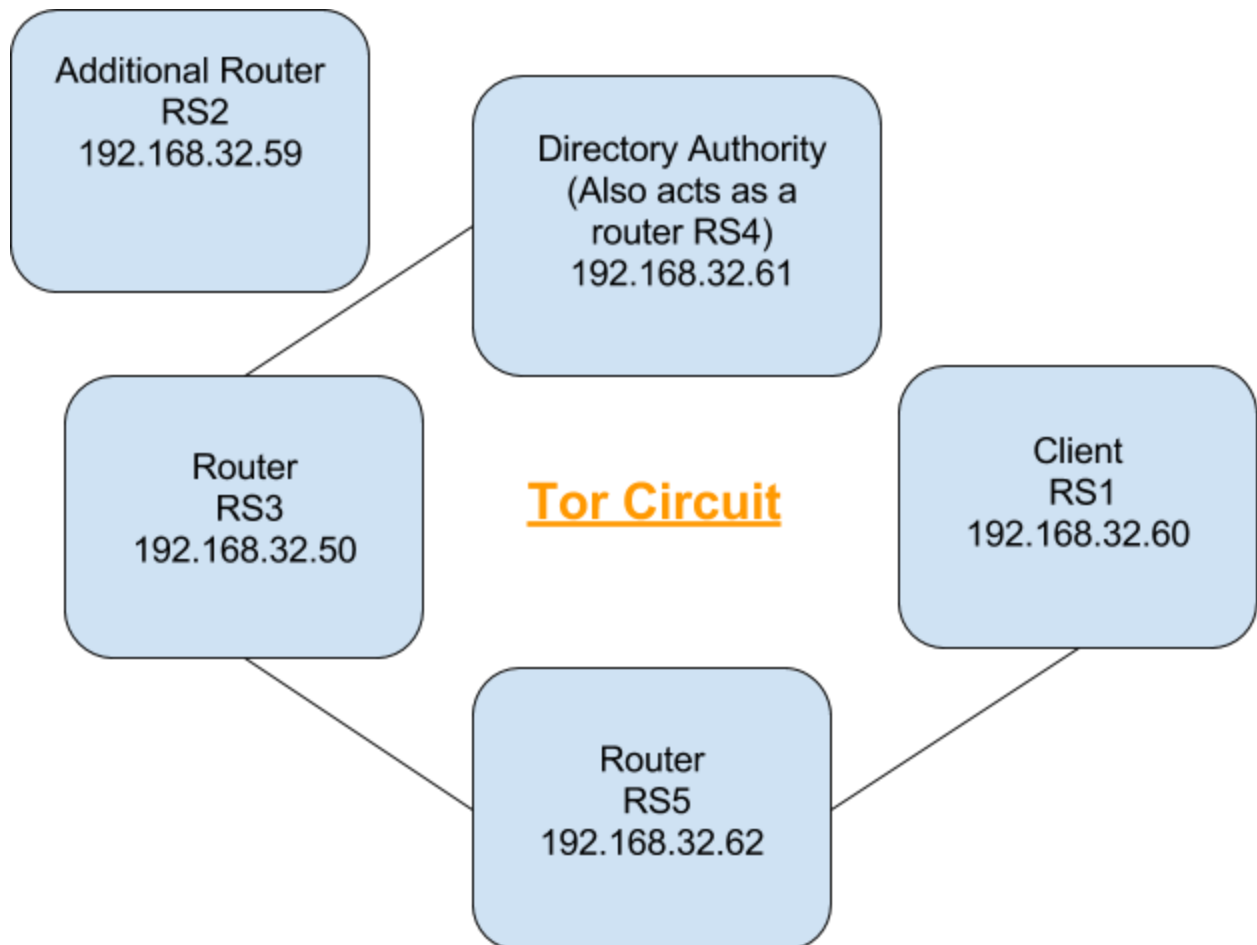 Additional Router
RS2
192.168.32.59
Directory Authority
(Also acts as a
router RS4)
192.168.32.61
Router
RS3
192.168.32.50
Tor Circuit
Client
RS1
192.168.32.60
Router
RS5
192.168.32.62